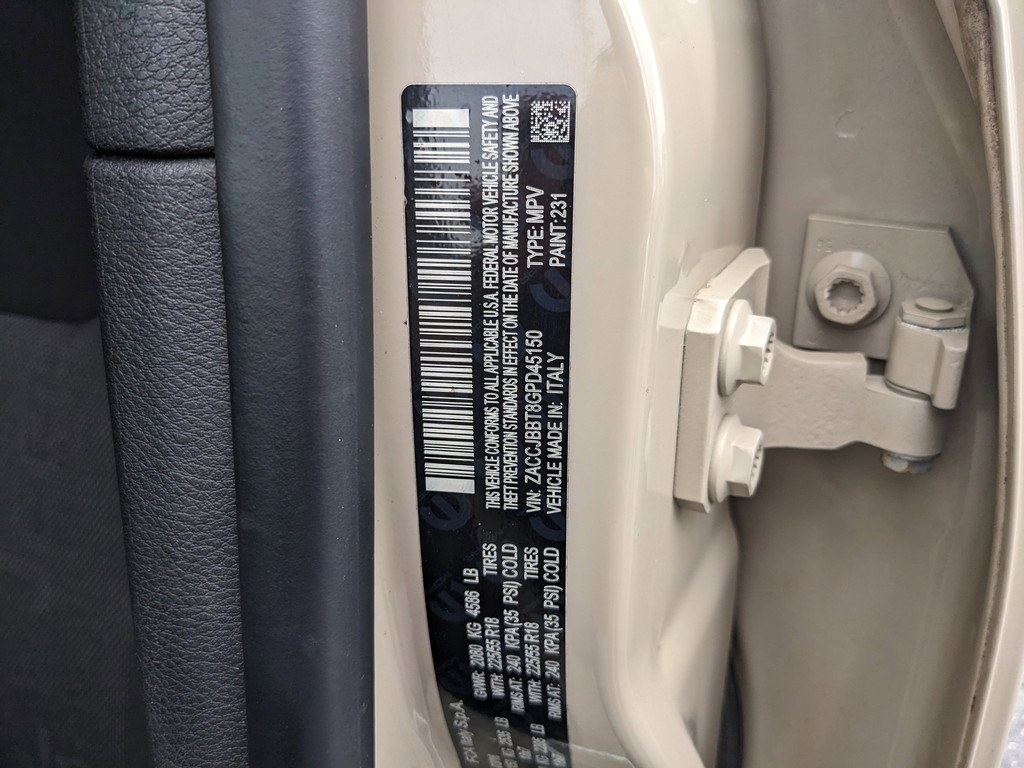 FCA Italy S.p.A.
GVWR: 2080 KG 4586 LB
WITH: 225/55 R18 TIRES
RIMS AT: 240 KPA(35 PSI) COLD
WITH: 225/55 R18 TIRES
RIMS AT: 240 KPA(35 PSI) COLD
THIS VEHICLE CONFORMS TO ALL APPLICABLE U.S.A. FEDERAL MOTOR VEHICLE SAFETY AND
THEFT PREVENTION STANDARDS IN EFFECT ON THE DATE OF MANUFACTURE SHOWN ABOVE
VIN: ZACCJBBT8GPD45150 TYPE:MPV
VEHICLE MADE IN: ITALY PAINT:231